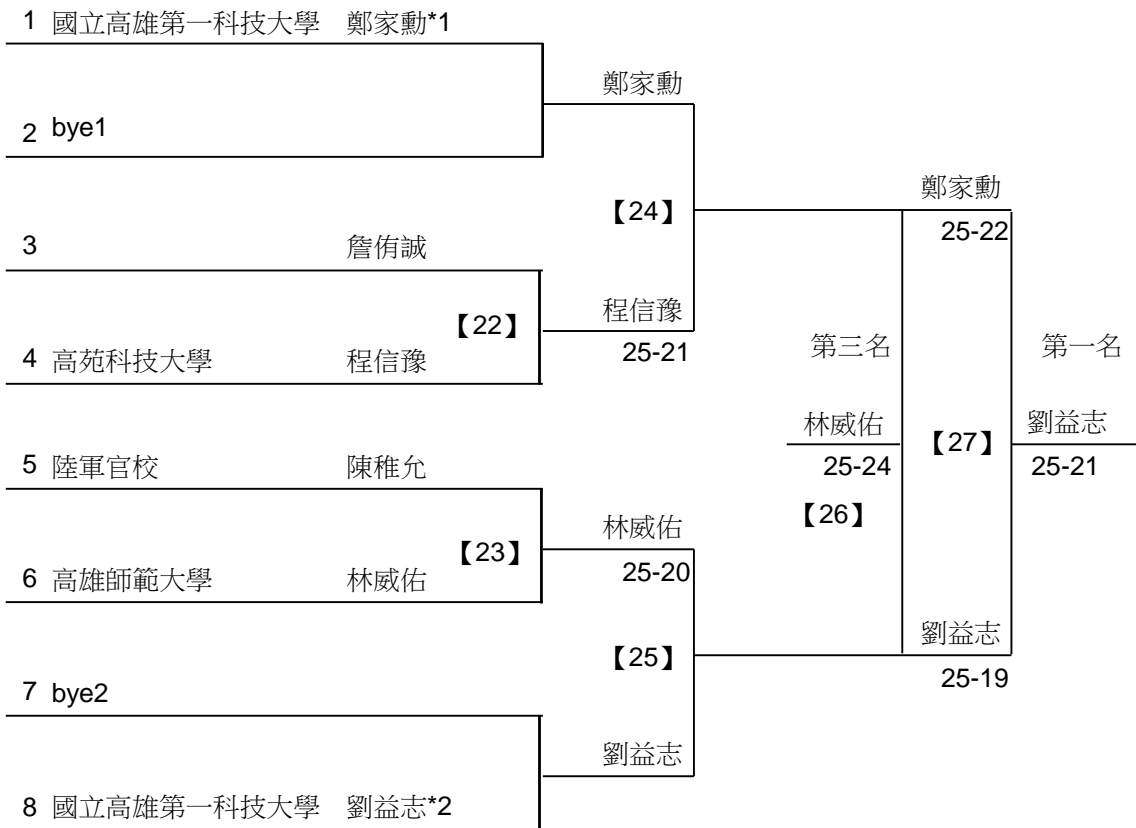 1 國立高雄第一科技大學 鄭家勳*1
鄭家勳
2 bye1
鄭家勳
【24】
25-22
3 詹侑誠
程信豫
【22】
25-21
第三名
第一名
4 高苑科技大學 程信豫
林威佑
劉益志
【27】
5 陸軍官校 陳稚允
25-24
25-21
【26】
林威佑
【23】
25-20
6 高雄師範大學 林威佑
劉益志
【25】
25-19
7 bye2
劉益志
8 國立高雄第一科技大學 劉益志*2